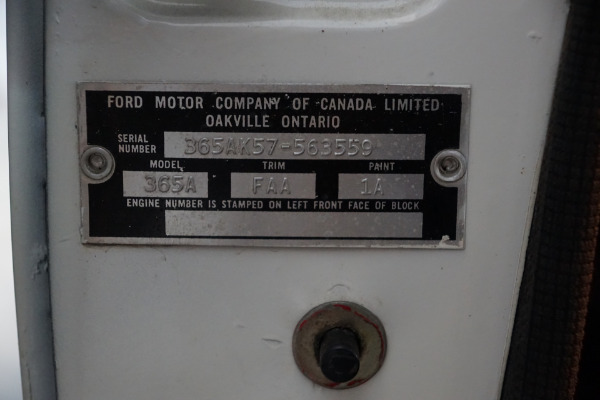 FORD MOTOR COMPANY OF CANADA LIMITED
OAKVILLE ONTARIO
SERIAL NUMBER 365AK57-563559
MODEL TRIM PAINT
365A FAA 1A
ENGINE NUMBER IS STAMPED ON LEFT FRONT FACE OF BLOCK